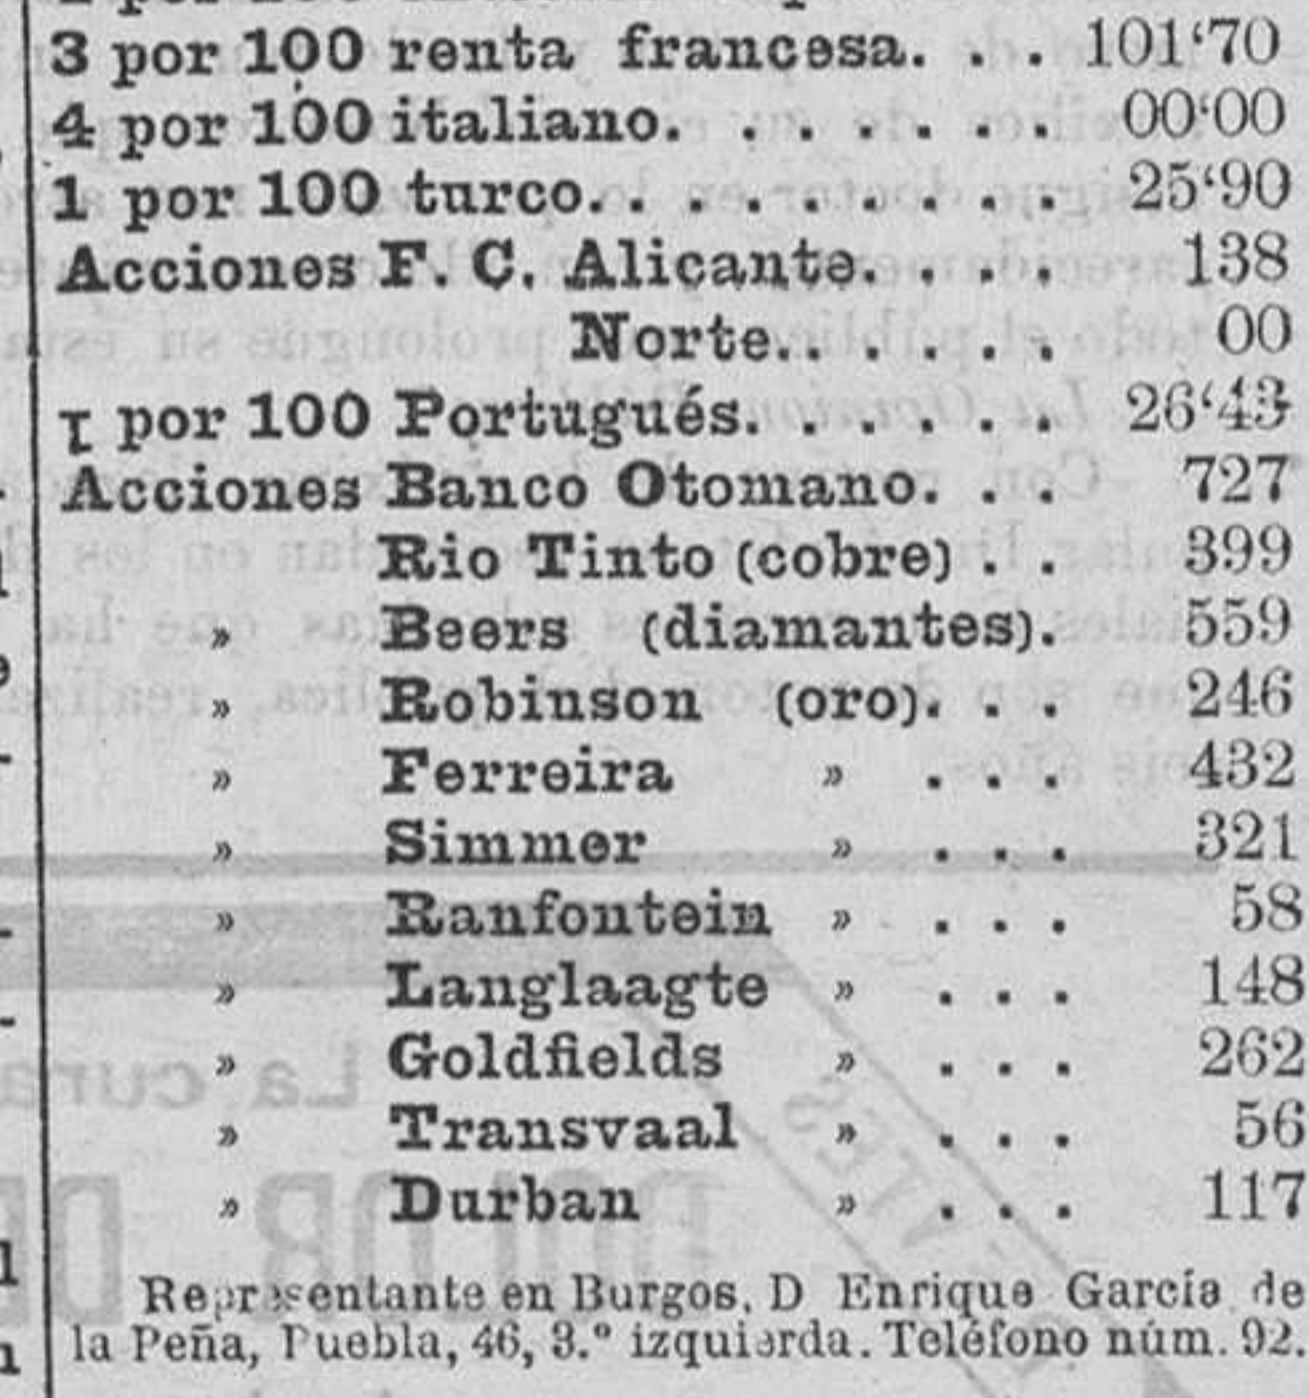 3 por 100 renta francesa. . . 101‘70
4 por 100 italiano. . . . . . . 00‘00
1 por 100 turco. . . . . . . . . 25‘90
Acciones F. C. Alicante. . . . 138
Norte.. . . . . 00
1 por 100 Portugués. . . . . . 26‘43
Acciones Banco Otomano. . . 727
Rio Tinto (cobre) . . 399
» Beers (diamantes). 559
» Robinson (oro). . . 246
» Ferreira » . . . 432
» Simmer » . . . 321
» Ranfontein » . . . 58
» Langlaagte » . . . 148
» Goldfields » . . . 262
» Transvaal » . . . 56
» Durban » . . . 117
Representante en Burgos, D Enrique García de
la Peña, Puebla, 46, 3.º izquierda. Teléfono núm. 92.